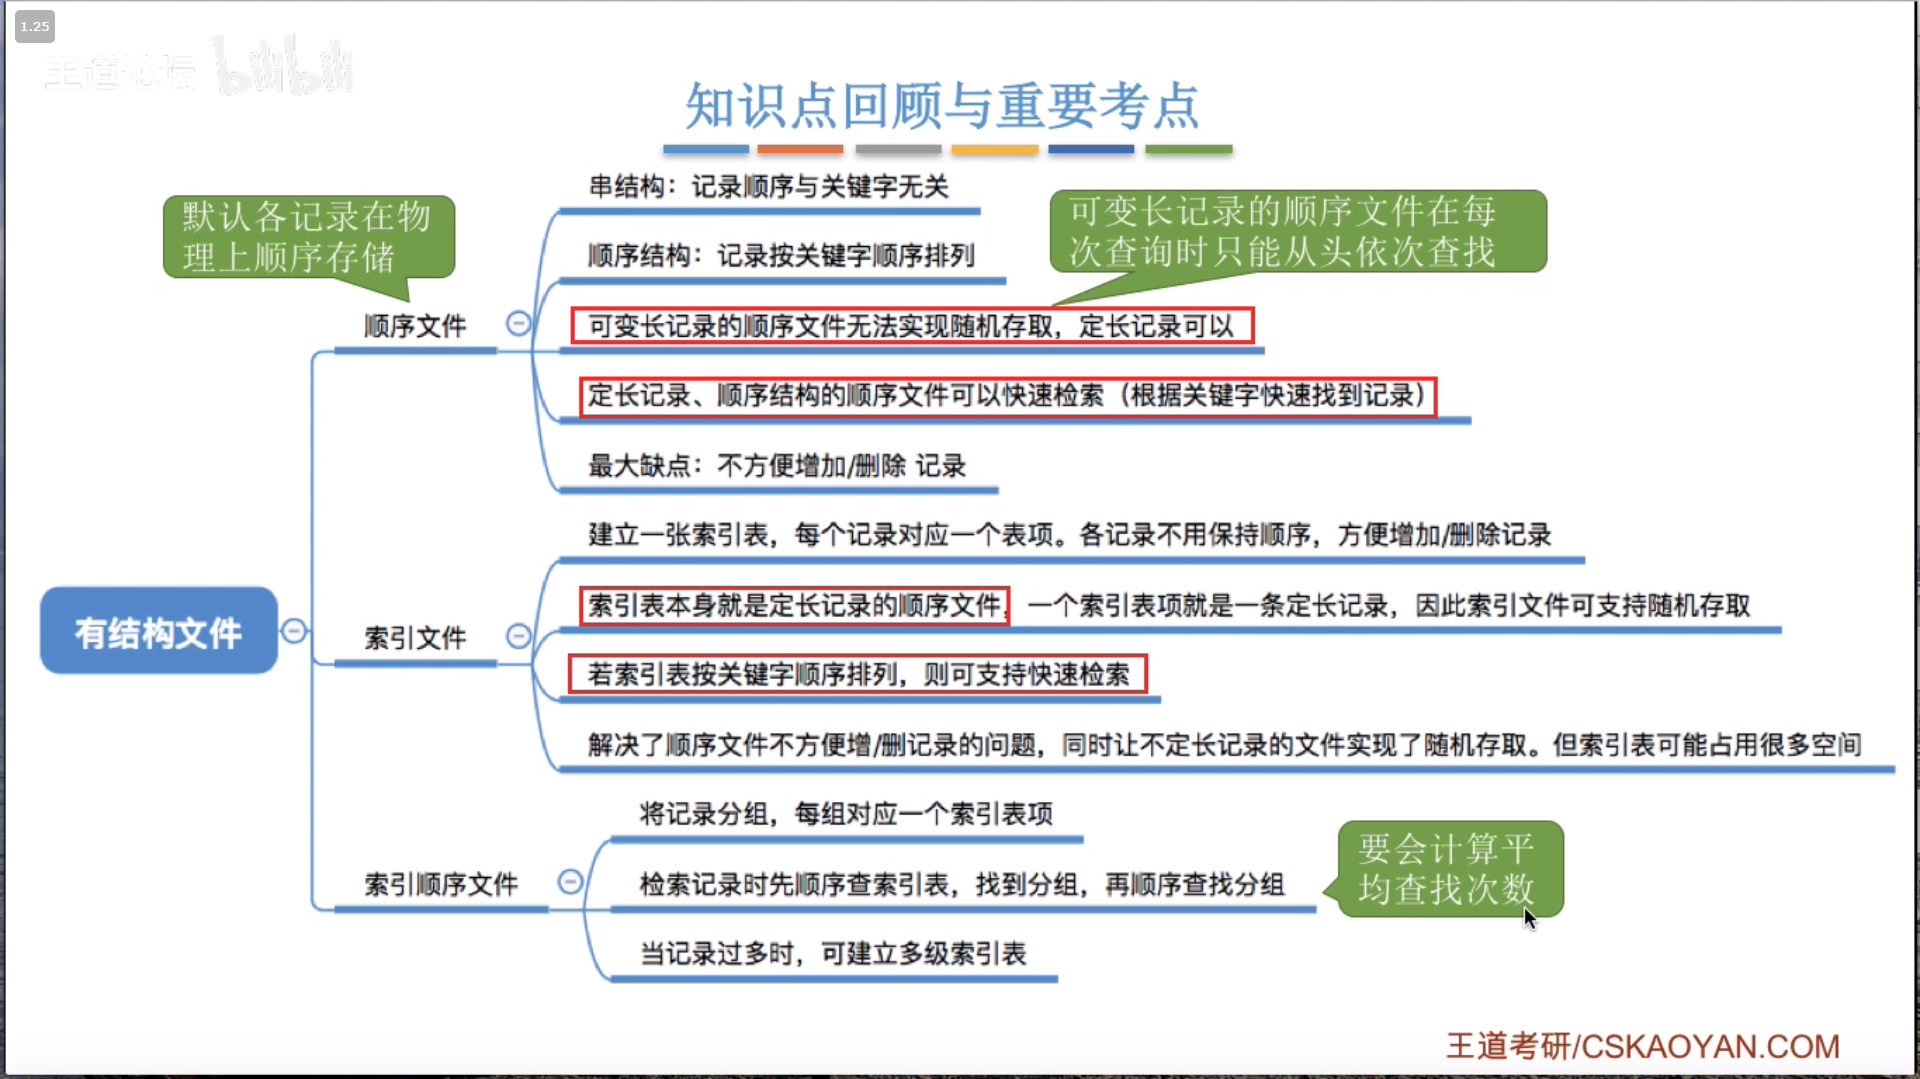 1.25
王道论坛 bilibili
知识点回顾与重要考点
默认各记录在物
理上顺序存储
可变长记录的顺序文件在每
次查询时只能从头依次查找
有结构文件
顺序文件
串结构：记录顺序与关键字无关
顺序结构：记录按关键字顺序排列
可变长记录的顺序文件无法实现随机存取，定长记录可以
定长记录、顺序结构的顺序文件可以快速检索（根据关键字快速找到记录）
最大缺点：不方便增加/删除 记录
索引文件
建立一张索引表，每个记录对应一个表项。各记录不用保持顺序，方便增加/删除记录
索引表本身就是定长记录的顺序文件，一个索引表项就是一条定长记录，因此索引文件可支持随机存取
若索引表按关键字顺序排列，则可支持快速检索
解决了顺序文件不方便增/删记录的问题，同时让不定长记录的文件实现了随机存取。但索引表可能占用很多空间
索引顺序文件
将记录分组，每组对应一个索引表项
检索记录时先顺序查索引表，找到分组，再顺序查找分组
当记录过多时，可建立多级索引表
要会计算平
均查找次数
王道考研/CSKAOYAN.COM